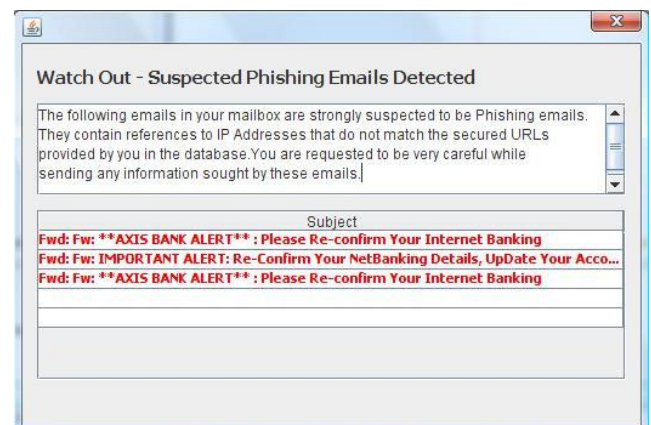 Watch Out - Suspected Phishing Emails Detected
The following emails in your mailbox are strongly suspected to be Phishing emails.
They contain references to IP Addresses that do not match the secured URLs
provided by you in the database.You are requested to be very careful while
sending any information sought by these emails.
Subject
Fwd: Fw: **AXIS BANK ALERT** : Please Re-confirm Your Internet Banking
Fwd: Fw: IMPORTANT ALERT: Re-Confirm Your NetBanking Details, UpDate Your Acco...
Fwd: Fw: **AXIS BANK ALERT** : Please Re-confirm Your Internet Banking